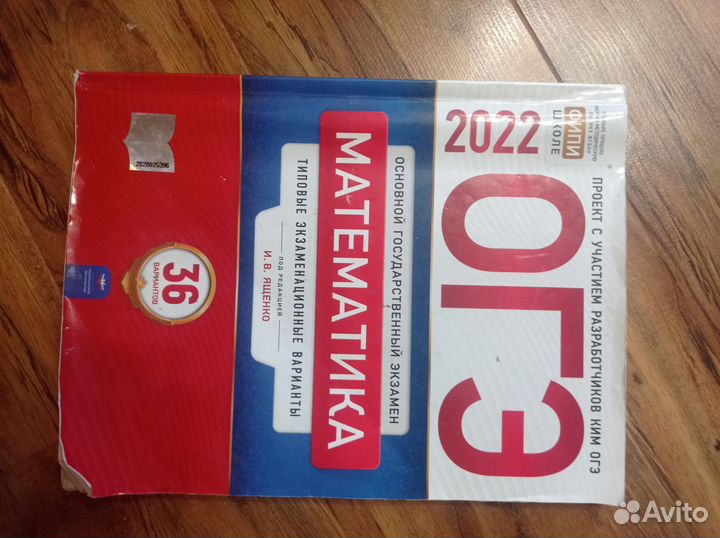 ПРОЕКТ С УЧАСТИЕМ РАЗРАБОТЧИКОВ КИМ ОГЭ
ФИПИ
ШКОЛЕ
2022
ОГЭ
ОСНОВНОЙ ГОСУДАРСТВЕННЫЙ ЭКЗАМЕН
МАТЕМАТИКА
ТИПОВЫЕ ЭКЗАМЕНАЦИОННЫЕ ВАРИАНТЫ
ПОД РЕДАКЦИЕЙ
И. В. ЯЩЕНКО
36
ВАРИАНТОВ
2020025396
Avito